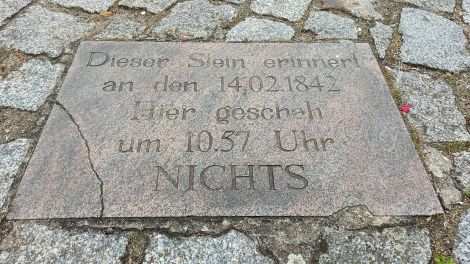 Dieser Stein erinnert
an den 14.02.1842
Hier geschah
um 10.57 Uhr
NICHTS